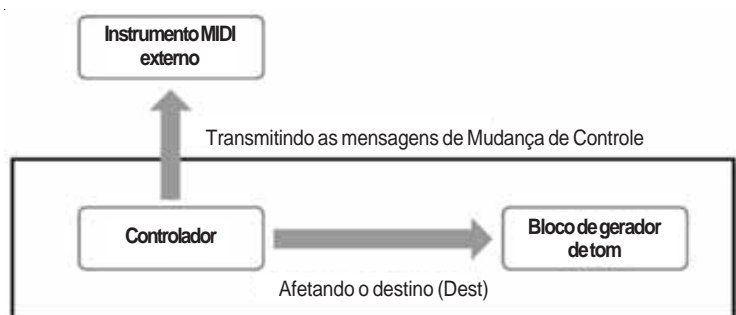 Instrumento MIDI
externo
Transmitindo as mensagens de Mudança de Controle
Controlador
Bloco de gerador
de tom
Afetando o destino (Dest)